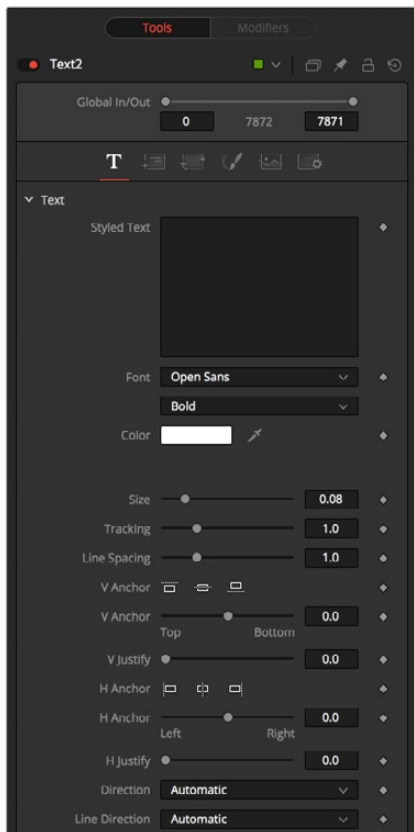 Tools Modifiers
Text2
Global In/Out
0 7872 7871
T
Text
Styled Text
Font Open Sans
Bold
Color
Size 0.08
Tracking 1.0
Line Spacing 1.0
V Anchor
V Anchor 0.0
Top Bottom
V Justify 0.0
H Anchor
H Anchor 0.0
Left Right
H Justify 0.0
Direction Automatic
Line Direction Automatic